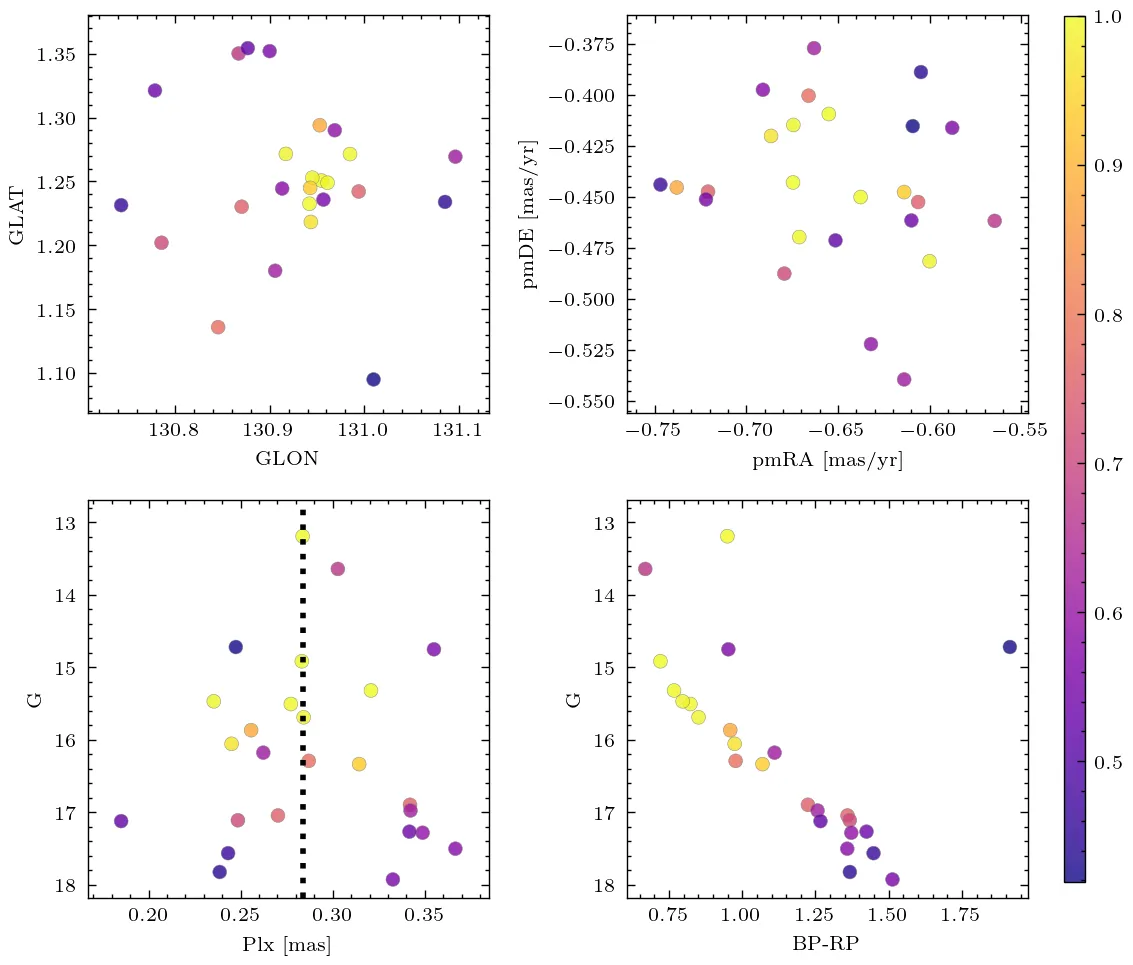 1.35
1.30
1.25
1.20
1.15
1.10
GLAT
130.8 130.9 131.0 131.1
GLON
−0.375
−0.400
−0.425
−0.450
−0.475
−0.500
−0.525
−0.550
pmDE [mas/yr]
−0.75 −0.70 −0.65 −0.60 −0.55
pmRA [mas/yr]
1.0
0.9
0.8
0.7
0.6
0.5
13
14
15
16
17
18
G
0.20 0.25 0.30 0.35
Plx [mas]
13
14
15
16
17
18
G
0.75 1.00 1.25 1.50 1.75
BP-RP